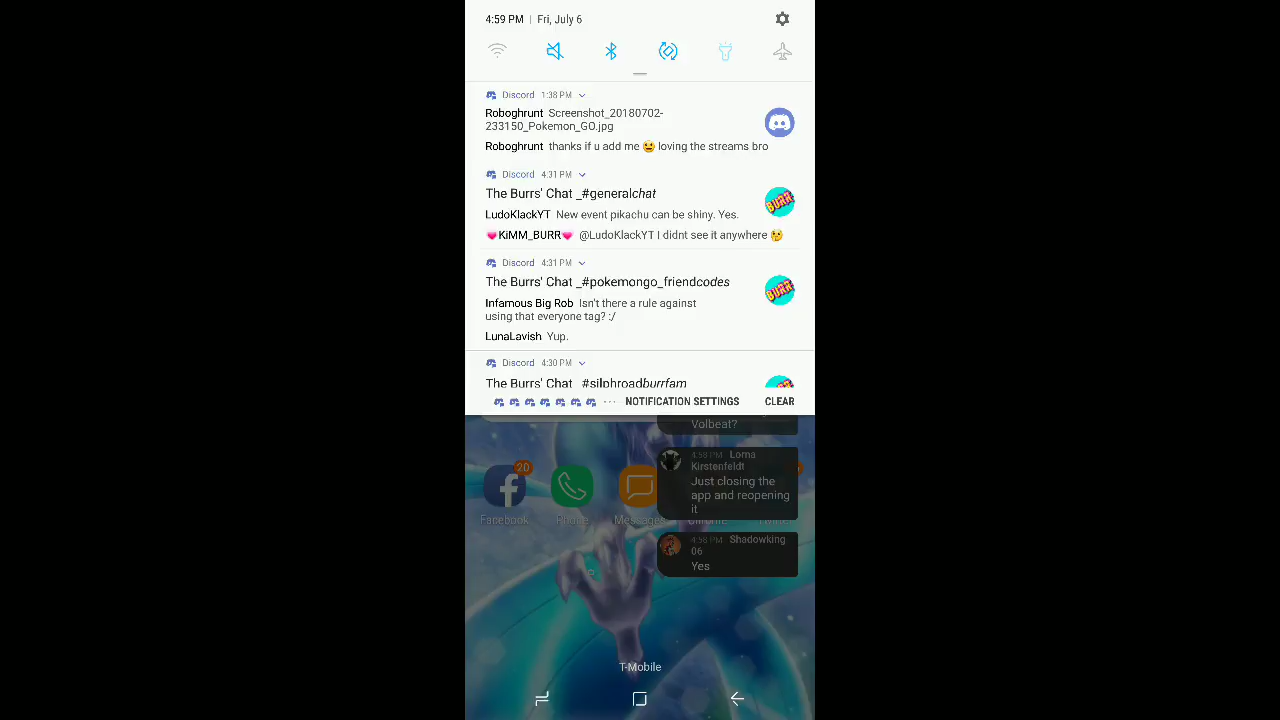 4:59 PM | Fri, July 6
Discord 1:38 PM
Roboghrunt Screenshot_20180702-
233150_Pokemon_GO.jpg
Roboghrunt thanks if u add me 😆 loving the streams bro
Discord 4:31 PM
The Burrs' Chat _#generalchat
BURR
LudoKlackYT New event pikachu can be shiny. Yes.
💗KiMM_BURR💗 @LudoKlackYT I didnt see it anywhere 🤔
Discord 4:31 PM
The Burrs' Chat _#pokemongo_friendcodes
BURR
Infamous Big Rob Isn't there a rule against
using that everyone tag? :/
LunaLavish Yup.
Discord 4:30 PM
The Burrs' Chat _#silphroadburrfam
... NOTIFICATION SETTINGS CLEAR
Volbeat?
4:58 PM Lorna
Kirstenfeldt
Just closing the
app and reopening
it
20
Facebook Phone Messages Chrome Twitter
4:58 PM Shadowking
06
Yes
T-Mobile